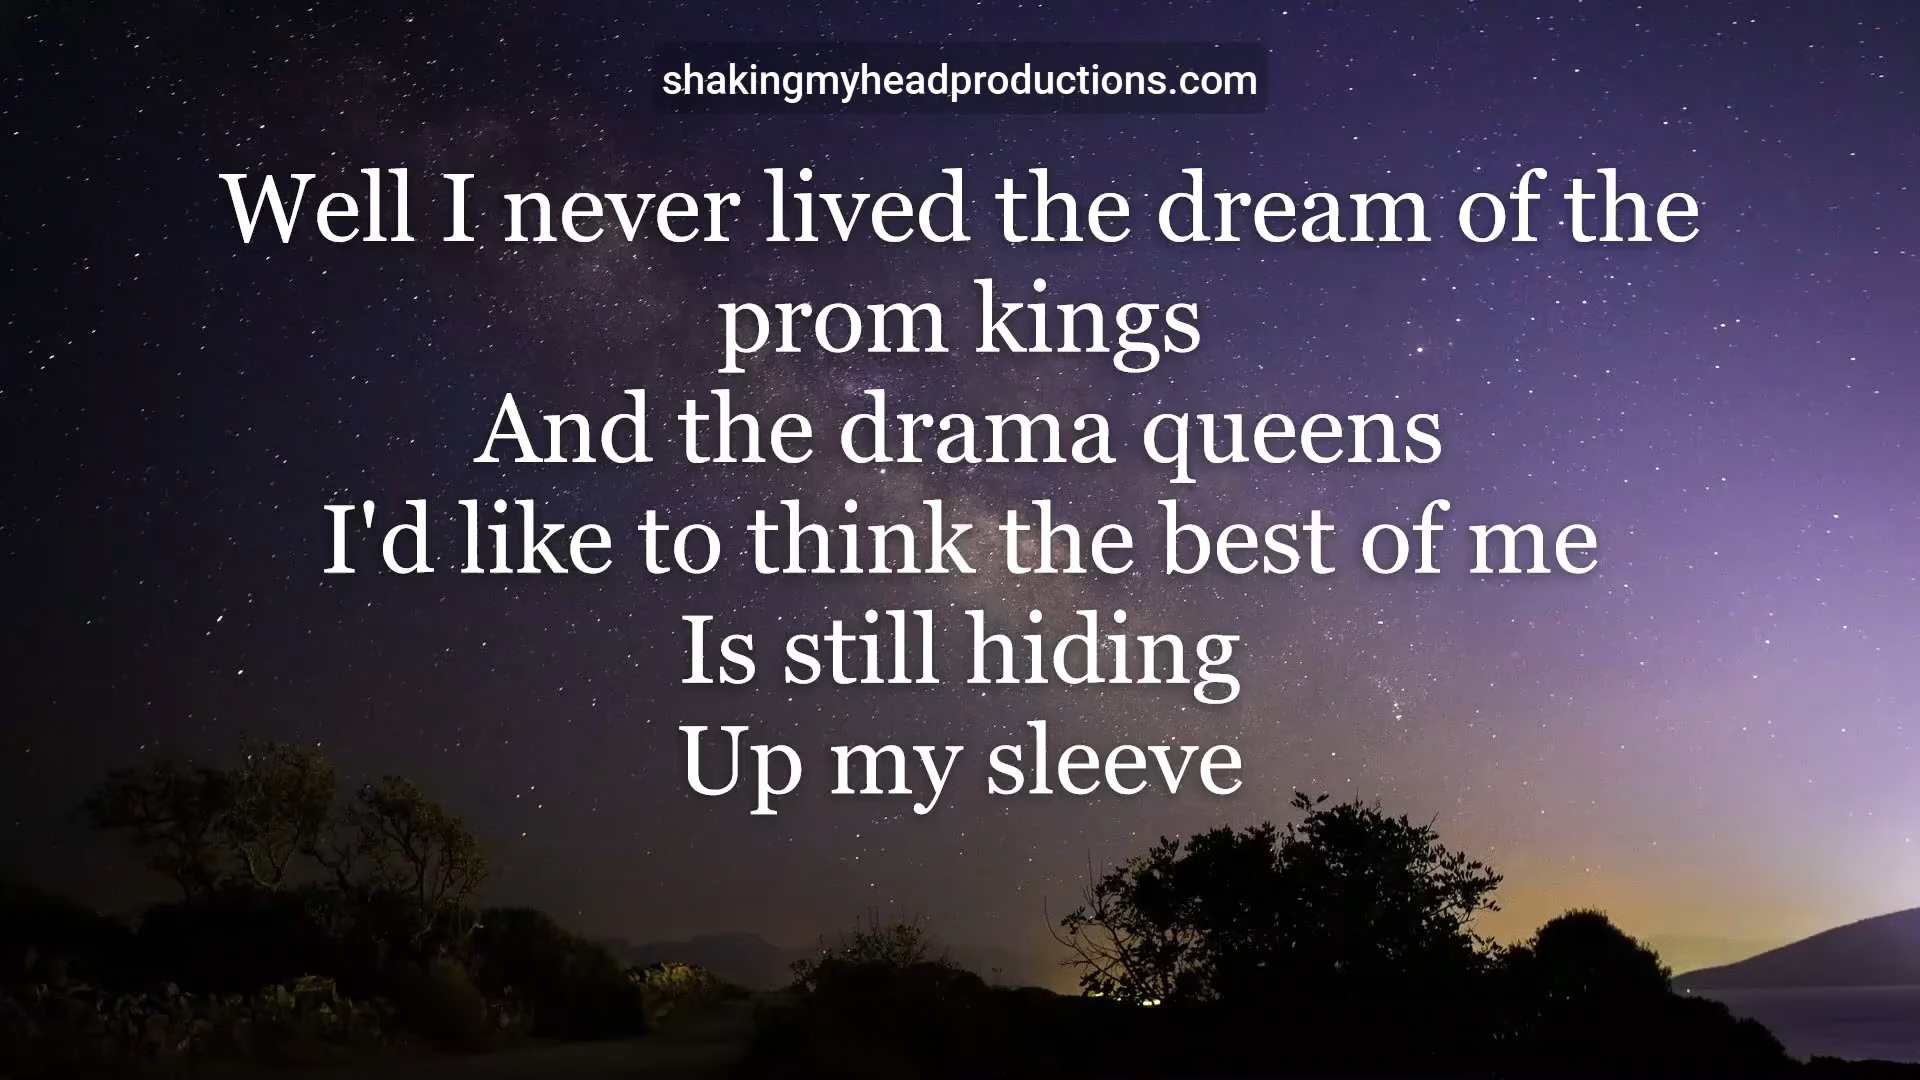 shakingmyheadproductions.com
Well I never lived the dream of the
prom kings
And the drama queens
I'd like to think the best of me
Is still hiding
Up my sleeve